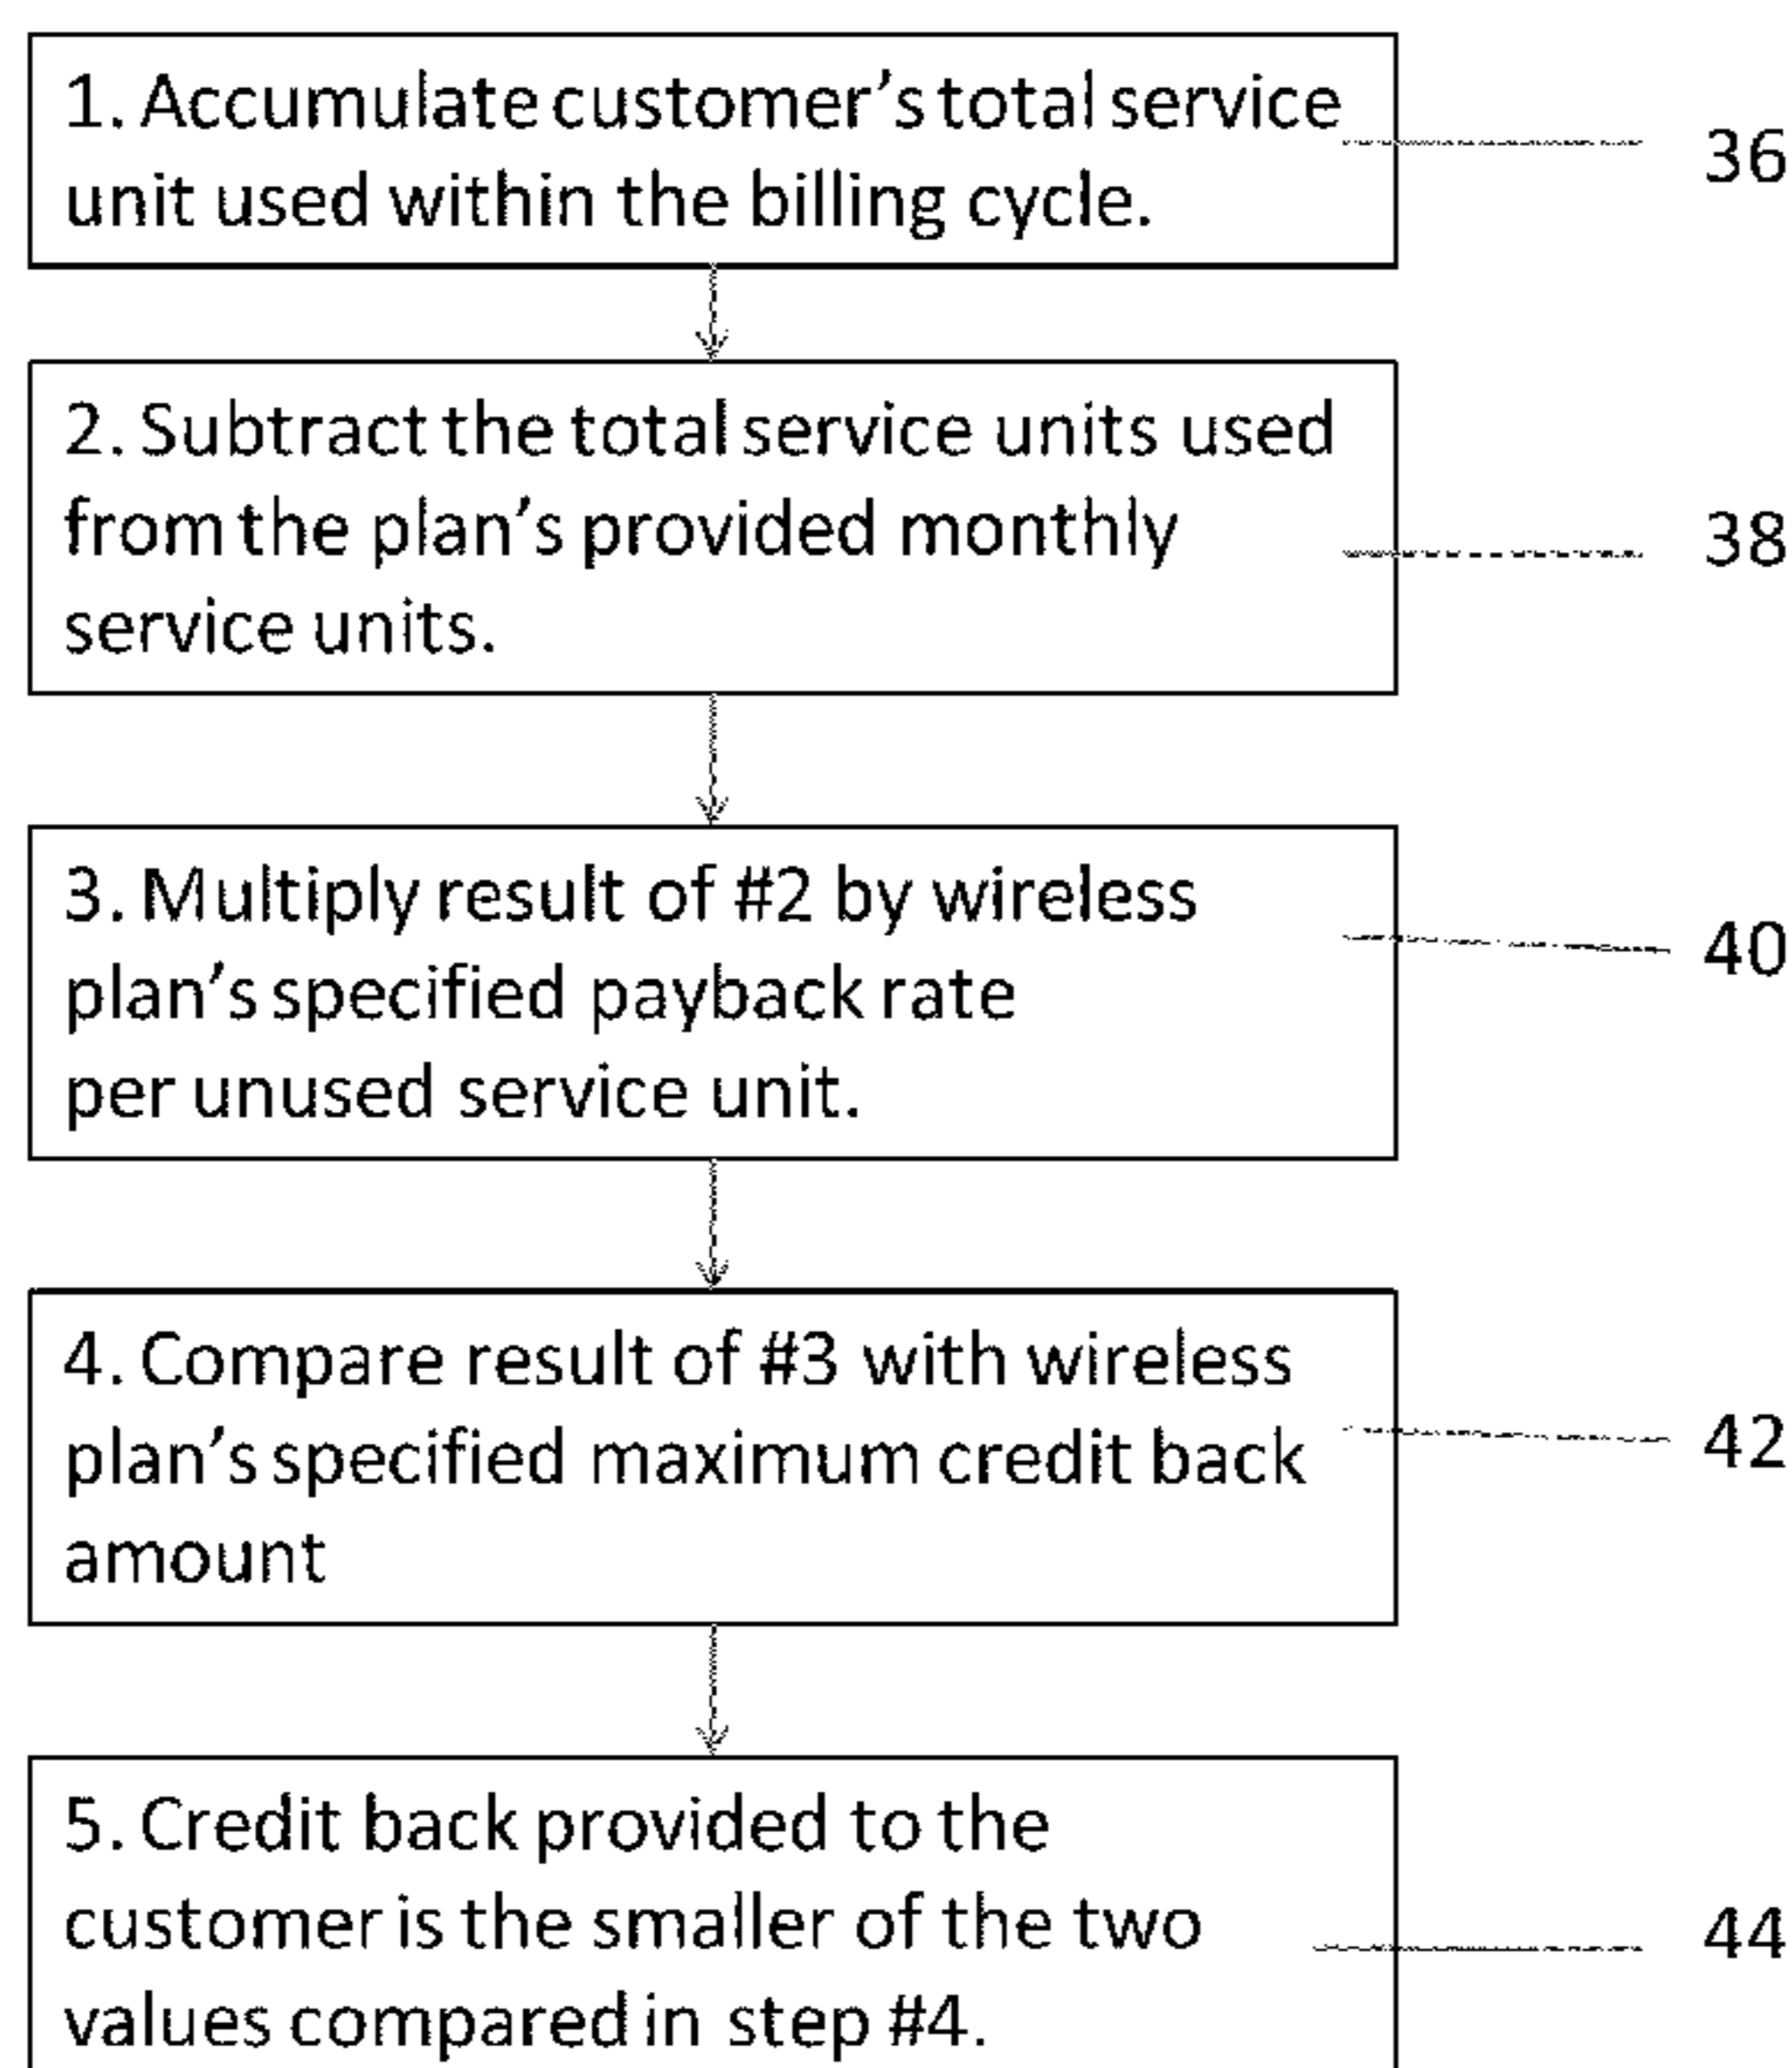 1. Accumulate customer's total service
unit used within the billing cycle.
36
2. Subtract the total service units used
from the plan's provided monthly
service units.
38
3. Multiply result of #2 by wireless
plan's specified payback rate
per unused service unit.
40
4. Compare result of #3 with wireless
plan's specified maximum credit back
amount
42
5. Credit back provided to the
customer is the smaller of the two
values compared in step #4.
44